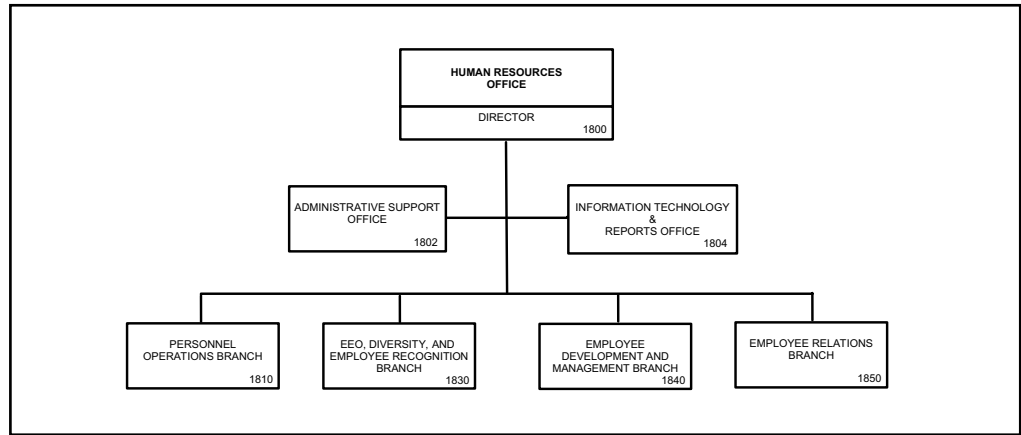 HUMAN RESOURCES
OFFICE
DIRECTOR
1800
ADMINISTRATIVE SUPPORT
OFFICE
1802
INFORMATION TECHNOLOGY
&
REPORTS OFFICE
1804
PERSONNEL
OPERATIONS BRANCH
1810
EEO, DIVERSITY, AND
EMPLOYEE RECOGNITION
BRANCH
1830
EMPLOYEE
DEVELOPMENT AND
MANAGEMENT BRANCH
1840
EMPLOYEE RELATIONS
BRANCH
1850